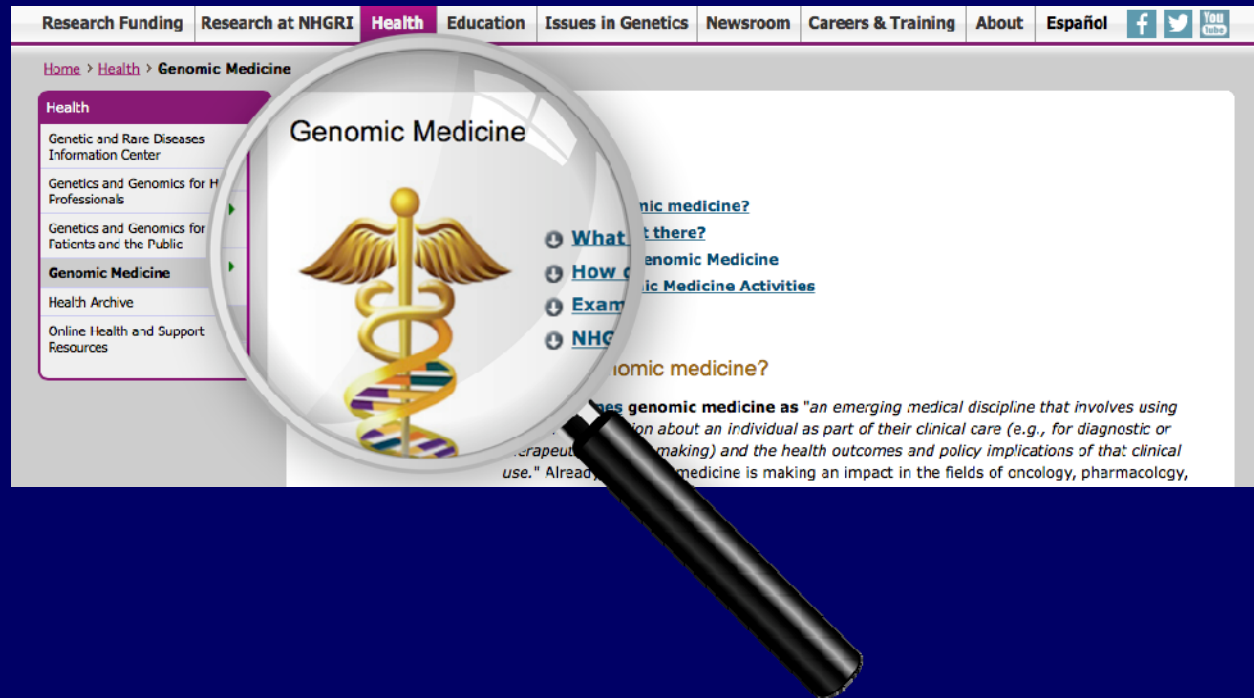 Research Funding Research at NHGRI Health Education Issues in Genetics Newsroom Careers & Training About Español f You Tube
Home > Health > Genomic Medicine
Health
Genetic and Rare Diseases
Information Center
Genetics and Genomics for H
Professionals
Genetics and Genomics for
Patients and the Public
Genomic Medicine
Health Archive
Online Health and Support
Resources
Genomic Medicine
What
How
Exam
NHG
mic medicine?
t there?
enomic Medicine
ic Medicine Activities
omic medicine?
nes genomic medicine as "an emerging medical discipline that involves using
ion about an individual as part of their clinical care (e.g., for diagnostic or
erapeut making) and the health outcomes and policy implications of that clinical
use." Already medicine is making an impact in the fields of oncology, pharmacology,